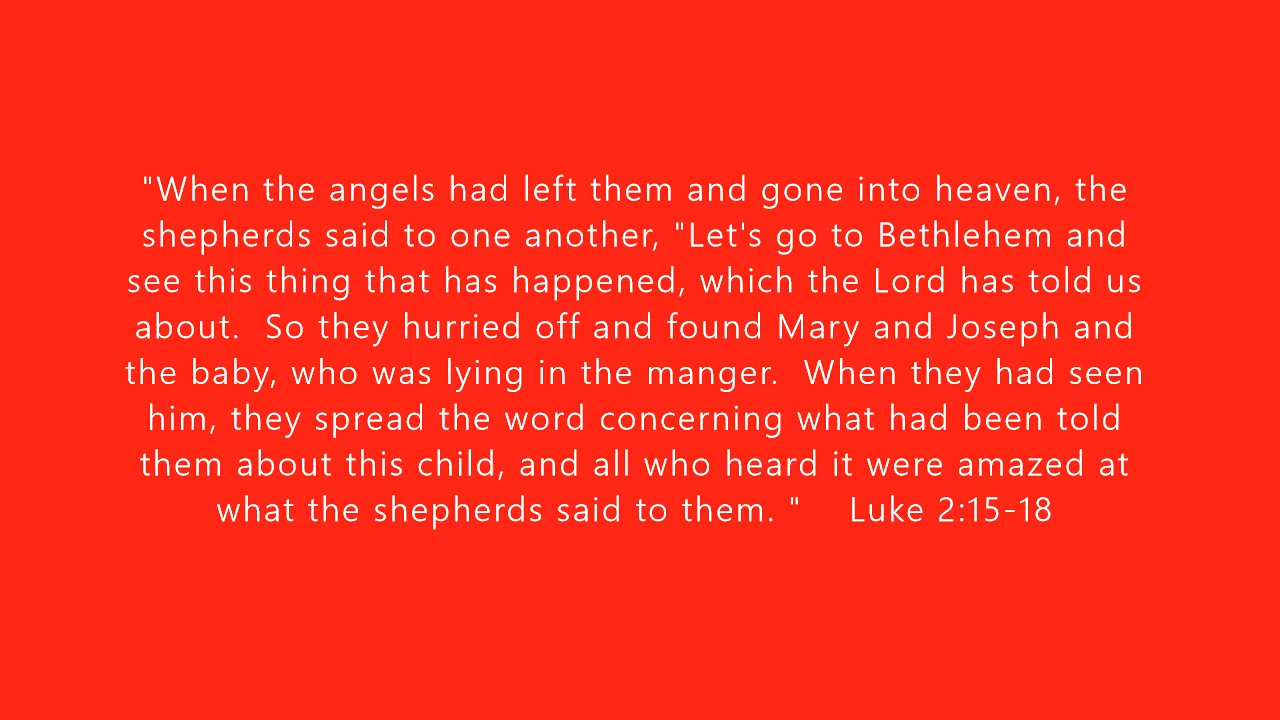 "When the angels had left them and gone into heaven, the
shepherds said to one another, "Let's go to Bethlehem and
see this thing that has happened, which the Lord has told us
about.  So they hurried off and found Mary and Joseph and
the baby, who was lying in the manger.  When they had seen
him, they spread the word concerning what had been told
them about this child, and all who heard it were amazed at
what the shepherds said to them. "    Luke 2:15-18